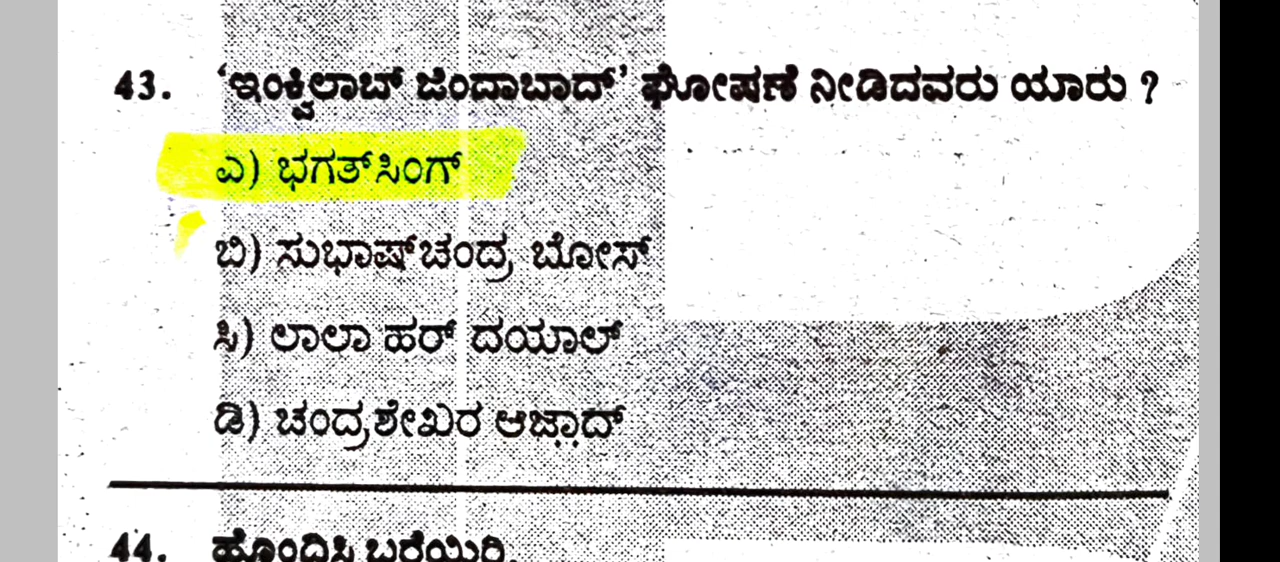 43. ‘ಇಂಕ್ವಿಲಾಬ್ ಜಿಂದಾಬಾದ್’ ಘೋಷಣೆ ನೀಡಿದವರು ಯಾರು ?
ಎ) ಭಗತ್‌ಸಿಂಗ್
ಬಿ) ಸುಭಾಷ್‌ಚಂದ್ರ ಬೋಸ್
ಸಿ) ಲಾಲಾ ಹರ್ ದಯಾಲ್
ಡಿ) ಚಂದ್ರಶೇಖರ ಆಜ಼ಾದ್
44. ಹೊಂದಿಸಿ ಬರೆಯಿರಿ.